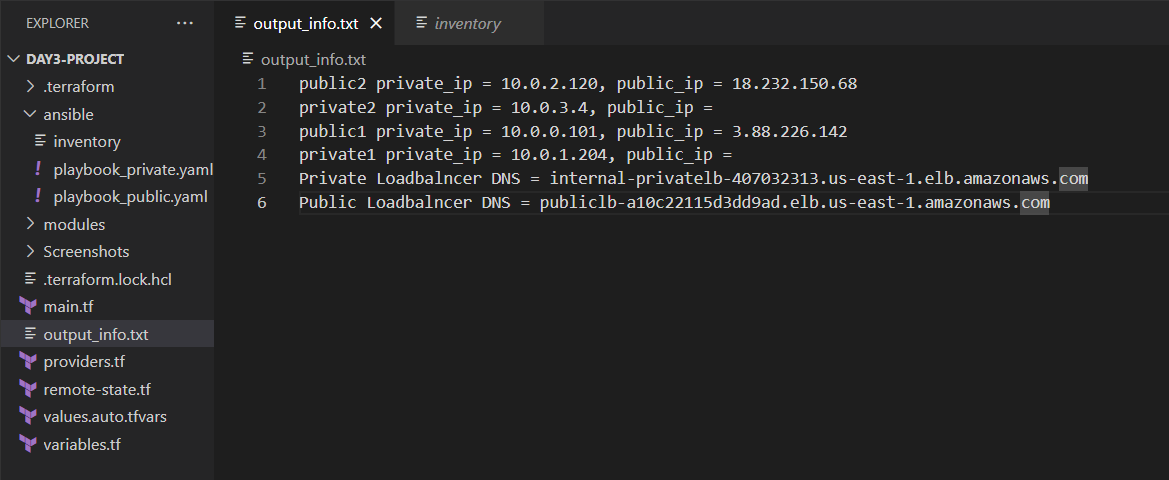 EXPLORER
···
DAY3-PROJECT
.terraform
ansible
inventory
! playbook_private.yaml
! playbook_public.yaml
modules
Screenshots
.terraform.lock.hcl
main.tf
output_info.txt
providers.tf
remote-state.tf
values.auto.tfvars
variables.tf
output_info.txt
inventory
output_info.txt
1 public2 private_ip = 10.0.2.120, public_ip = 18.232.150.68
2 private2 private_ip = 10.0.3.4, public_ip =
3 public1 private_ip = 10.0.0.101, public_ip = 3.88.226.142
4 private1 private_ip = 10.0.1.204, public_ip =
5 Private Loadbalncer DNS = internal-privatelb-407032313.us-east-1.elb.amazonaws.com
6 Public Loadbalncer DNS = publiclb-a10c22115d3dd9ad.elb.us-east-1.amazonaws.com